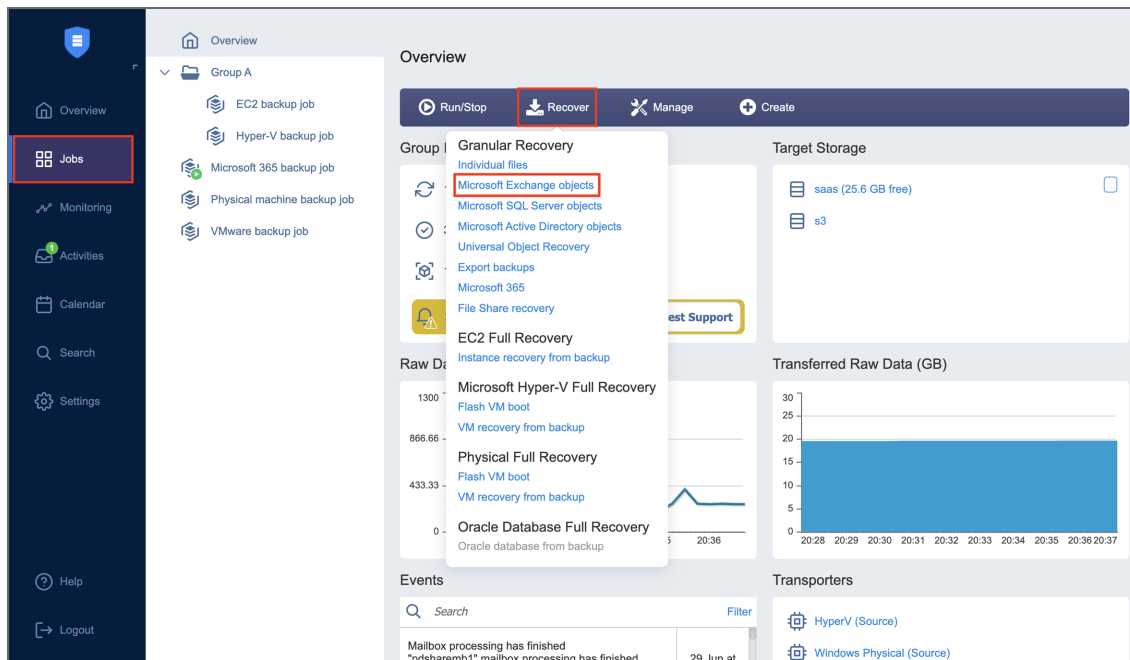 Overview
Jobs
Monitoring
1
Activities
Calendar
Search
Settings
Help
Logout
Overview
Group A
EC2 backup job
Hyper-V backup job
Microsoft 365 backup job
Physical machine backup job
VMware backup job
Overview
Run/Stop
Recover
Manage
Create
Group
Granular Recovery
Individual files
Microsoft Exchange objects
Microsoft SQL Server objects
Microsoft Active Directory objects
Universal Object Recovery
Export backups
Microsoft 365
File Share recovery
EC2 Full Recovery
Instance recovery from backup
Microsoft Hyper-V Full Recovery
Flash VM boot
VM recovery from backup
Physical Full Recovery
Flash VM boot
VM recovery from backup
Oracle Database Full Recovery
Oracle database from backup
est Support
Target Storage
saas (25.6 GB free)
s3
Raw Da
1300
866.66
433.33
0
20:36
Transferred Raw Data (GB)
30
25
20
15
10
5
0
20:28 20:29 20:30 20:31 20:32 20:33 20:34 20:35 20:36 20:37
Events
Search
Filter
Mailbox processing has finished
"ndsharemb1" mailbox processing has finished
29 Jun at
Transporters
HyperV (Source)
Windows Physical (Source)